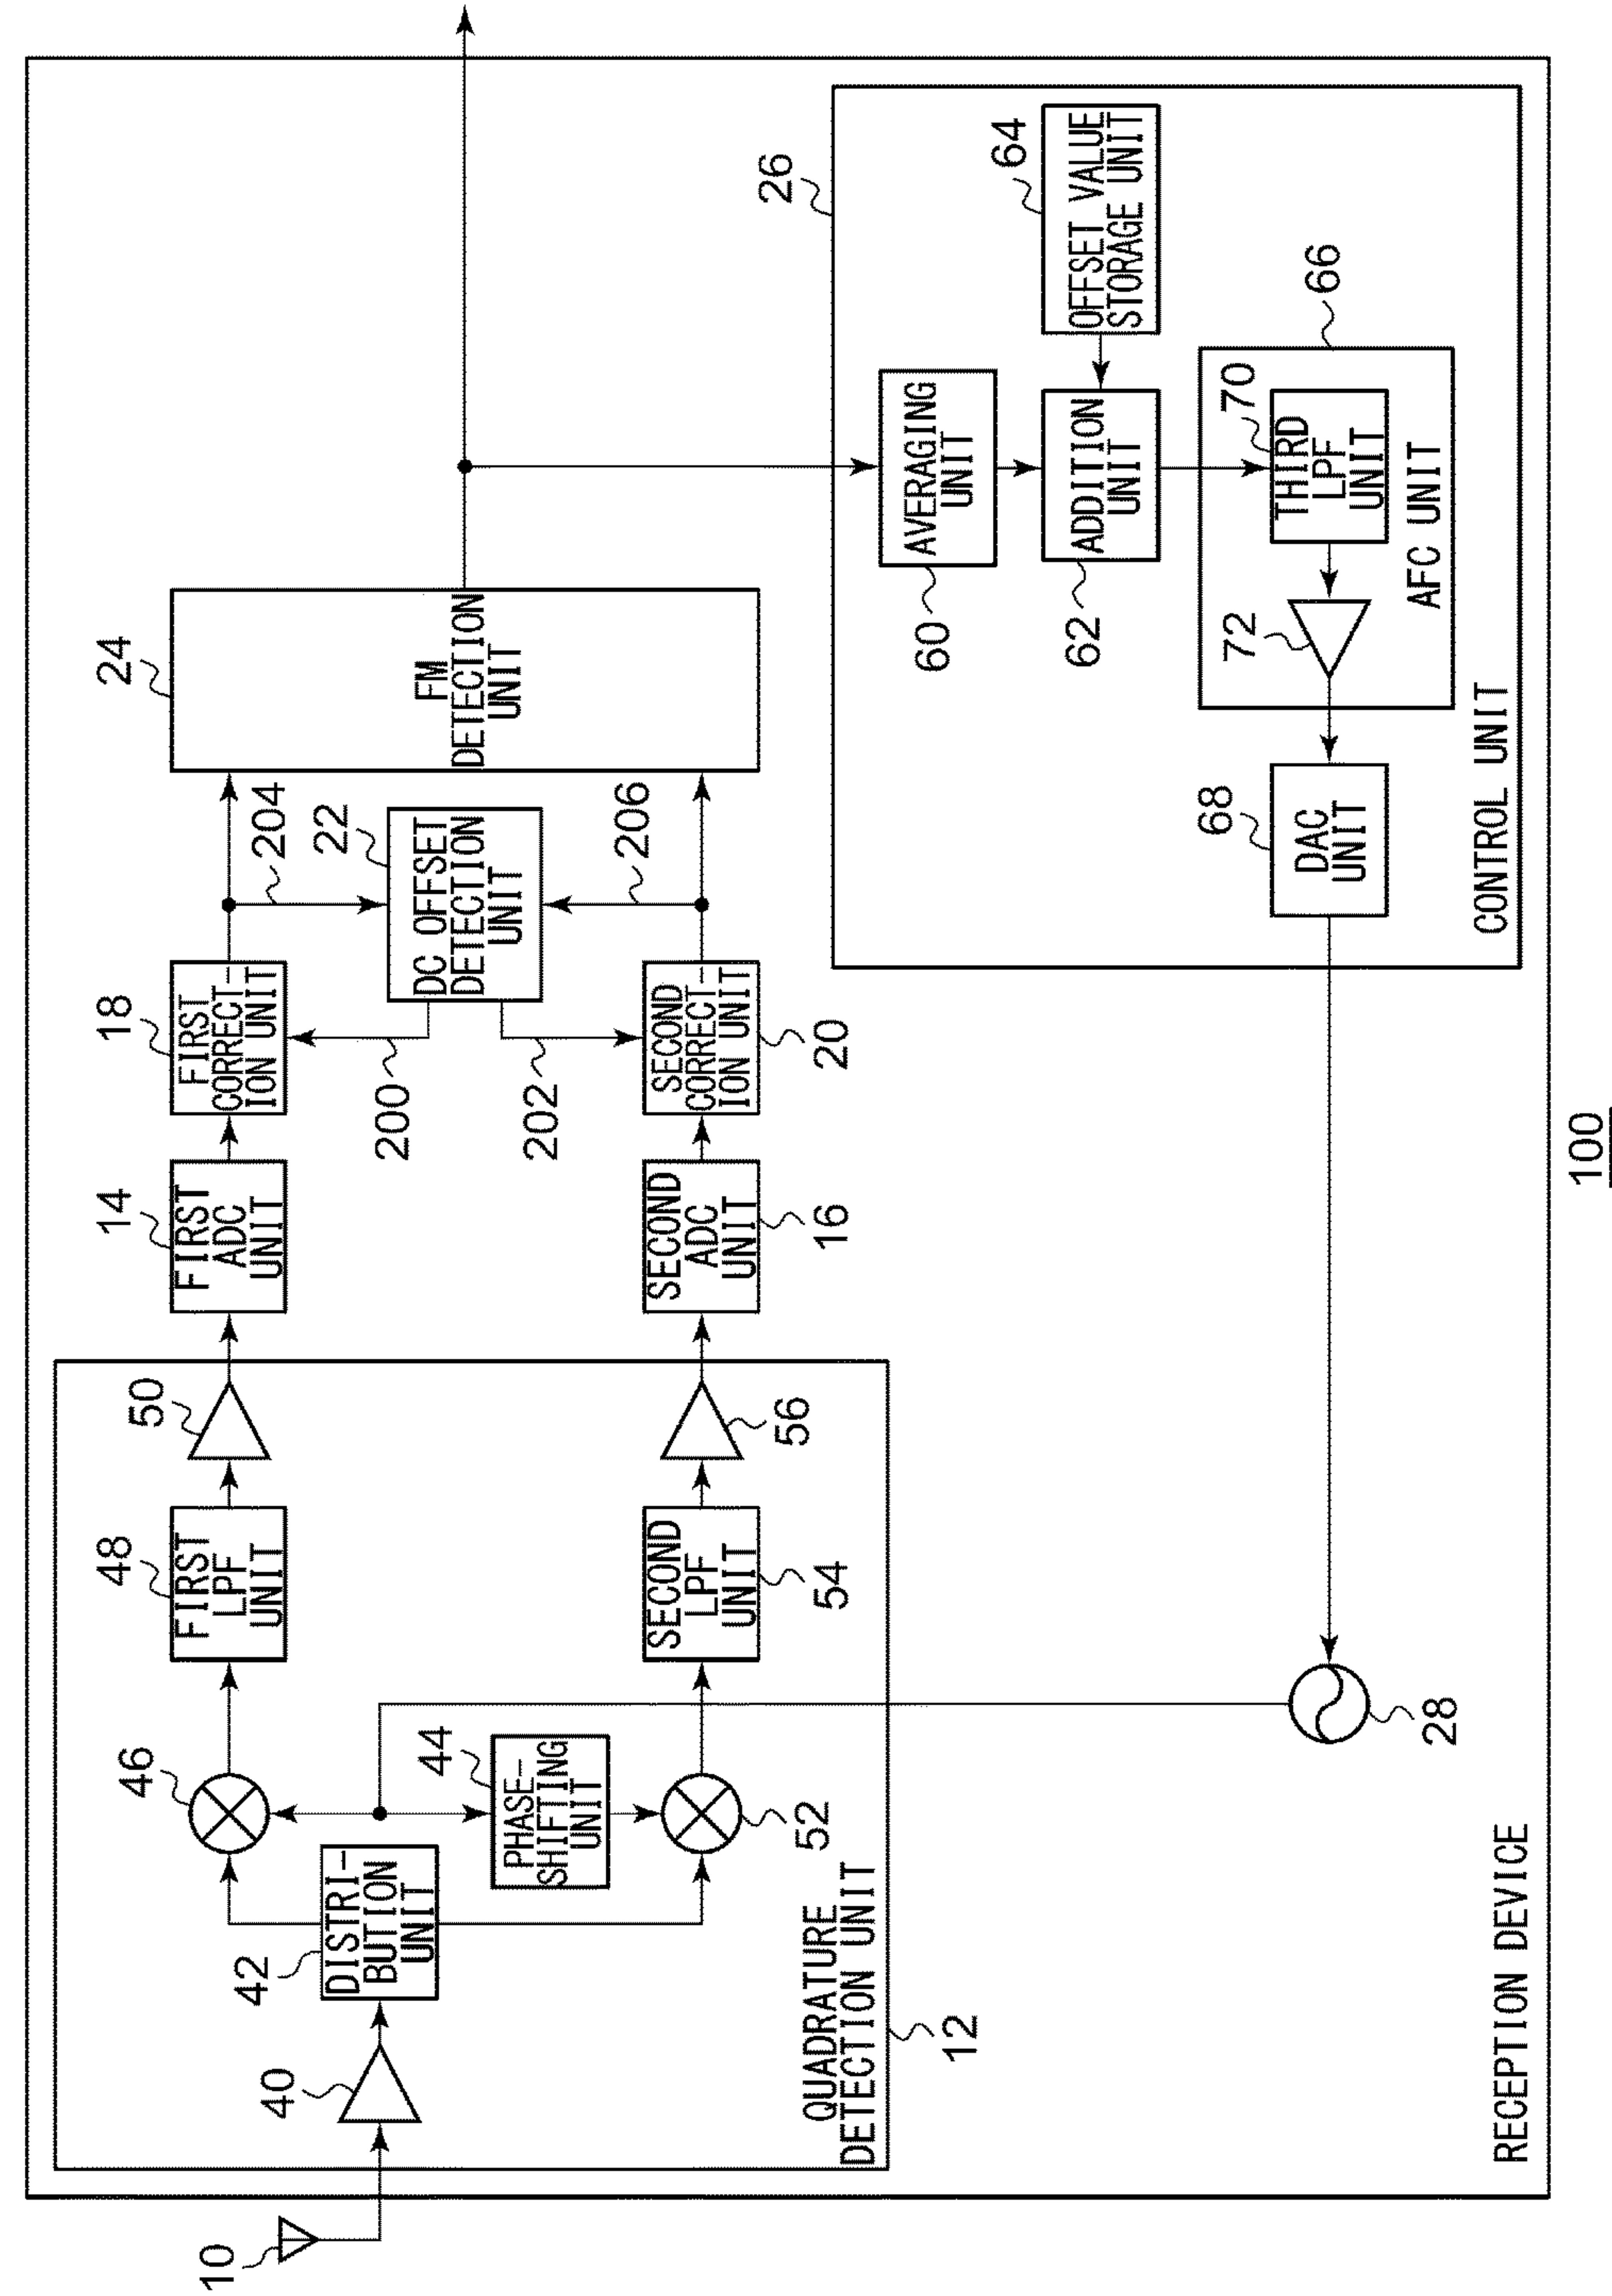 10
40
42
DISTRI-
BUTION
UNIT
46
44
PHASE-
SHIFTING
UNIT
52
48
FIRST
LPF
UNIT
50
SECOND
LPF
UNIT
54
56
QUADRATURE
DETECTION UNIT
12
14
FIRST
ADC
UNIT
SECOND
ADC
UNIT
16
18
FIRST
CORRECT-
ION UNIT
200
204
22
DC OFFSET
DETECTION
UNIT
202
206
SECOND
CORRECT-
ION UNIT
20
24
FM
DETECTION
UNIT
26
AVERAGING
UNIT
60
64
OFFSET VALUE
STORAGE UNIT
ADDITION
UNIT
62
66
70
THIRD
LPF
UNIT
72
AFC UNIT
68
DAC
UNIT
CONTROL UNIT
28
RECEPTION DEVICE
100